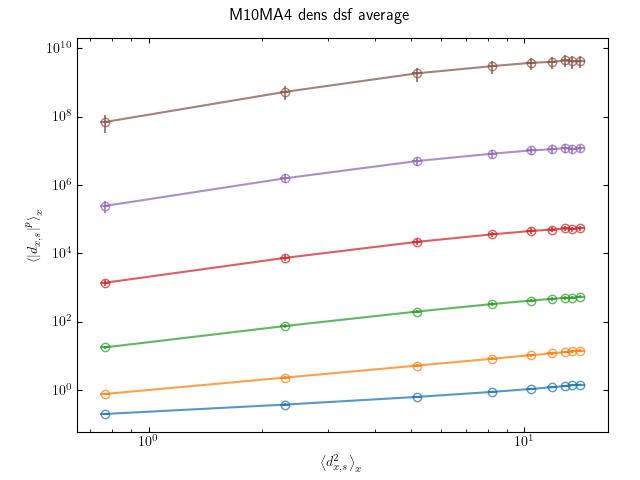 M10MA4 dens dsf average
10^{10}
10^{8}
10^{6}
10^{4}
10^{2}
10^{0}
⟨|d_{x,s}|^p⟩_x
10^{0}
10^{1}
⟨d^2_{x,s}⟩_x